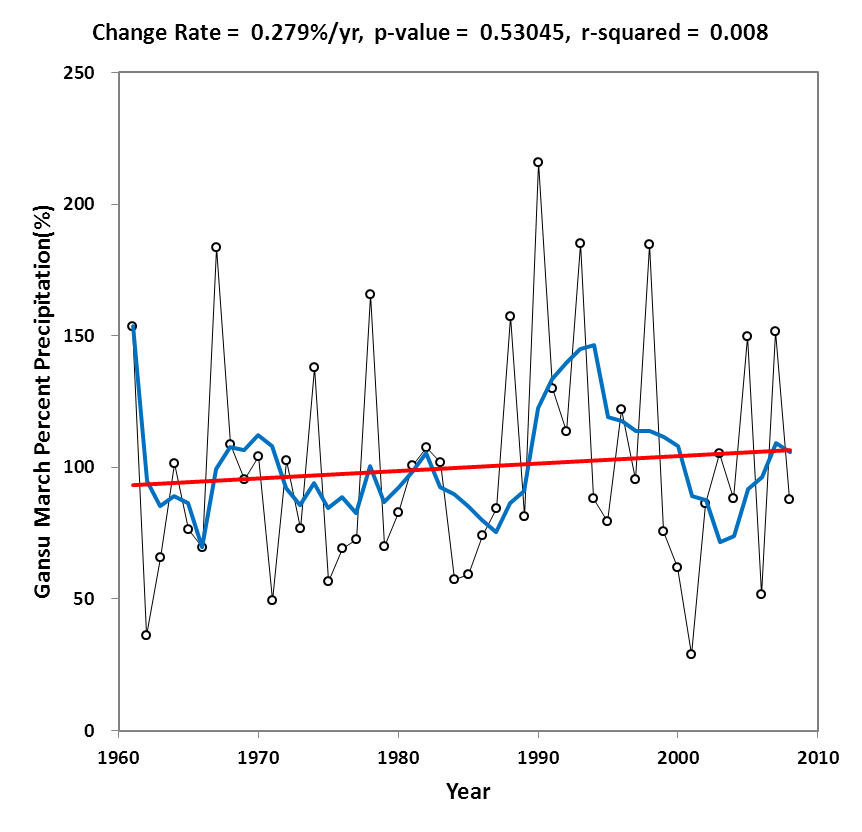 Change Rate = 0.279%/yr, p-value = 0.53045, r-squared = 0.008
Gansu March Percent Precipitation(%)
250
200
150
100
50
0
1960 1970 1980 1990 2000 2010
Year